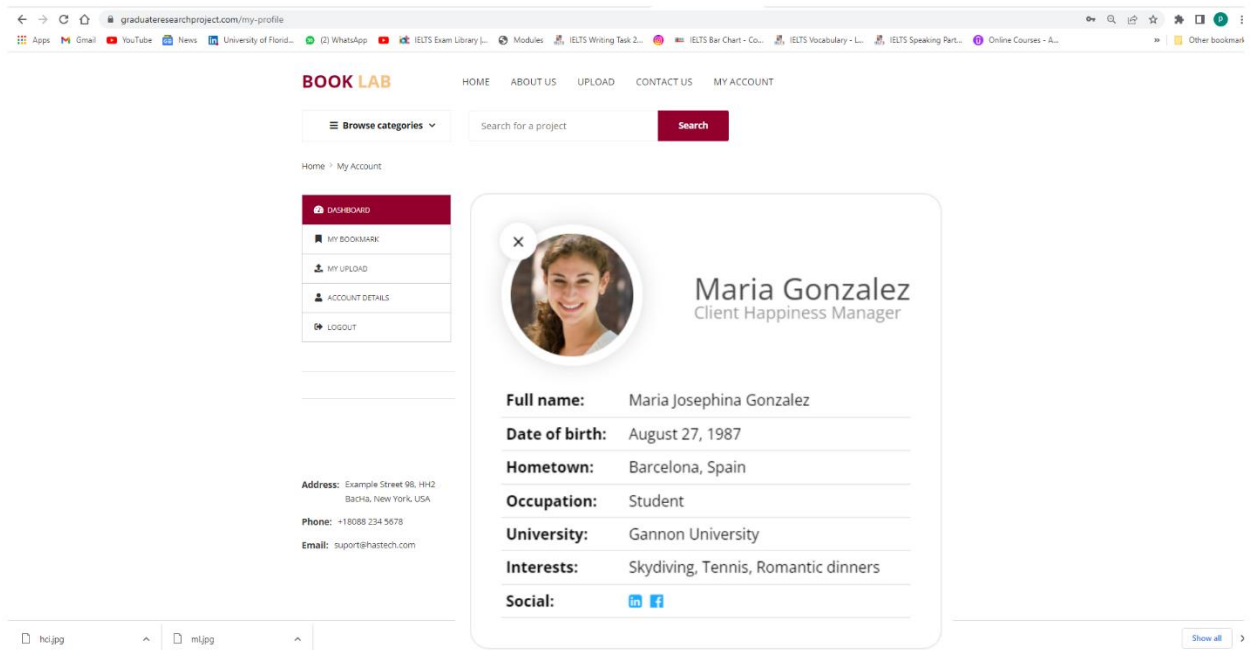 graduateresearchproject.com/my-profile
Apps Gmail YouTube News University of Florid... (2) WhatsApp IELTS Exam Library |... Modules IELTS Writing Task 2... IELTS Bar Chart - Co... IELTS Vocabulary - L... IELTS Speaking Part... Online Courses - A... » Other bookmark
BOOK LAB HOME ABOUT US UPLOAD CONTACT US MY ACCOUNT
Browse categories Search for a project Search
Home > My Account
DASHBOARD
MY BOOKMARK
MY UPLOAD
ACCOUNT DETAILS
LOGOUT
Address: Example Street 98, HH2
BacHa, New York, USA
Phone: +18088 234 5678
Email: suport@hastech.com
Maria Gonzalez
Client Happiness Manager
Full name: Maria Josephina Gonzalez
Date of birth: August 27, 1987
Hometown: Barcelona, Spain
Occupation: Student
University: Gannon University
Interests: Skydiving, Tennis, Romantic dinners
Social:
hci.jpg ml.jpg Show all